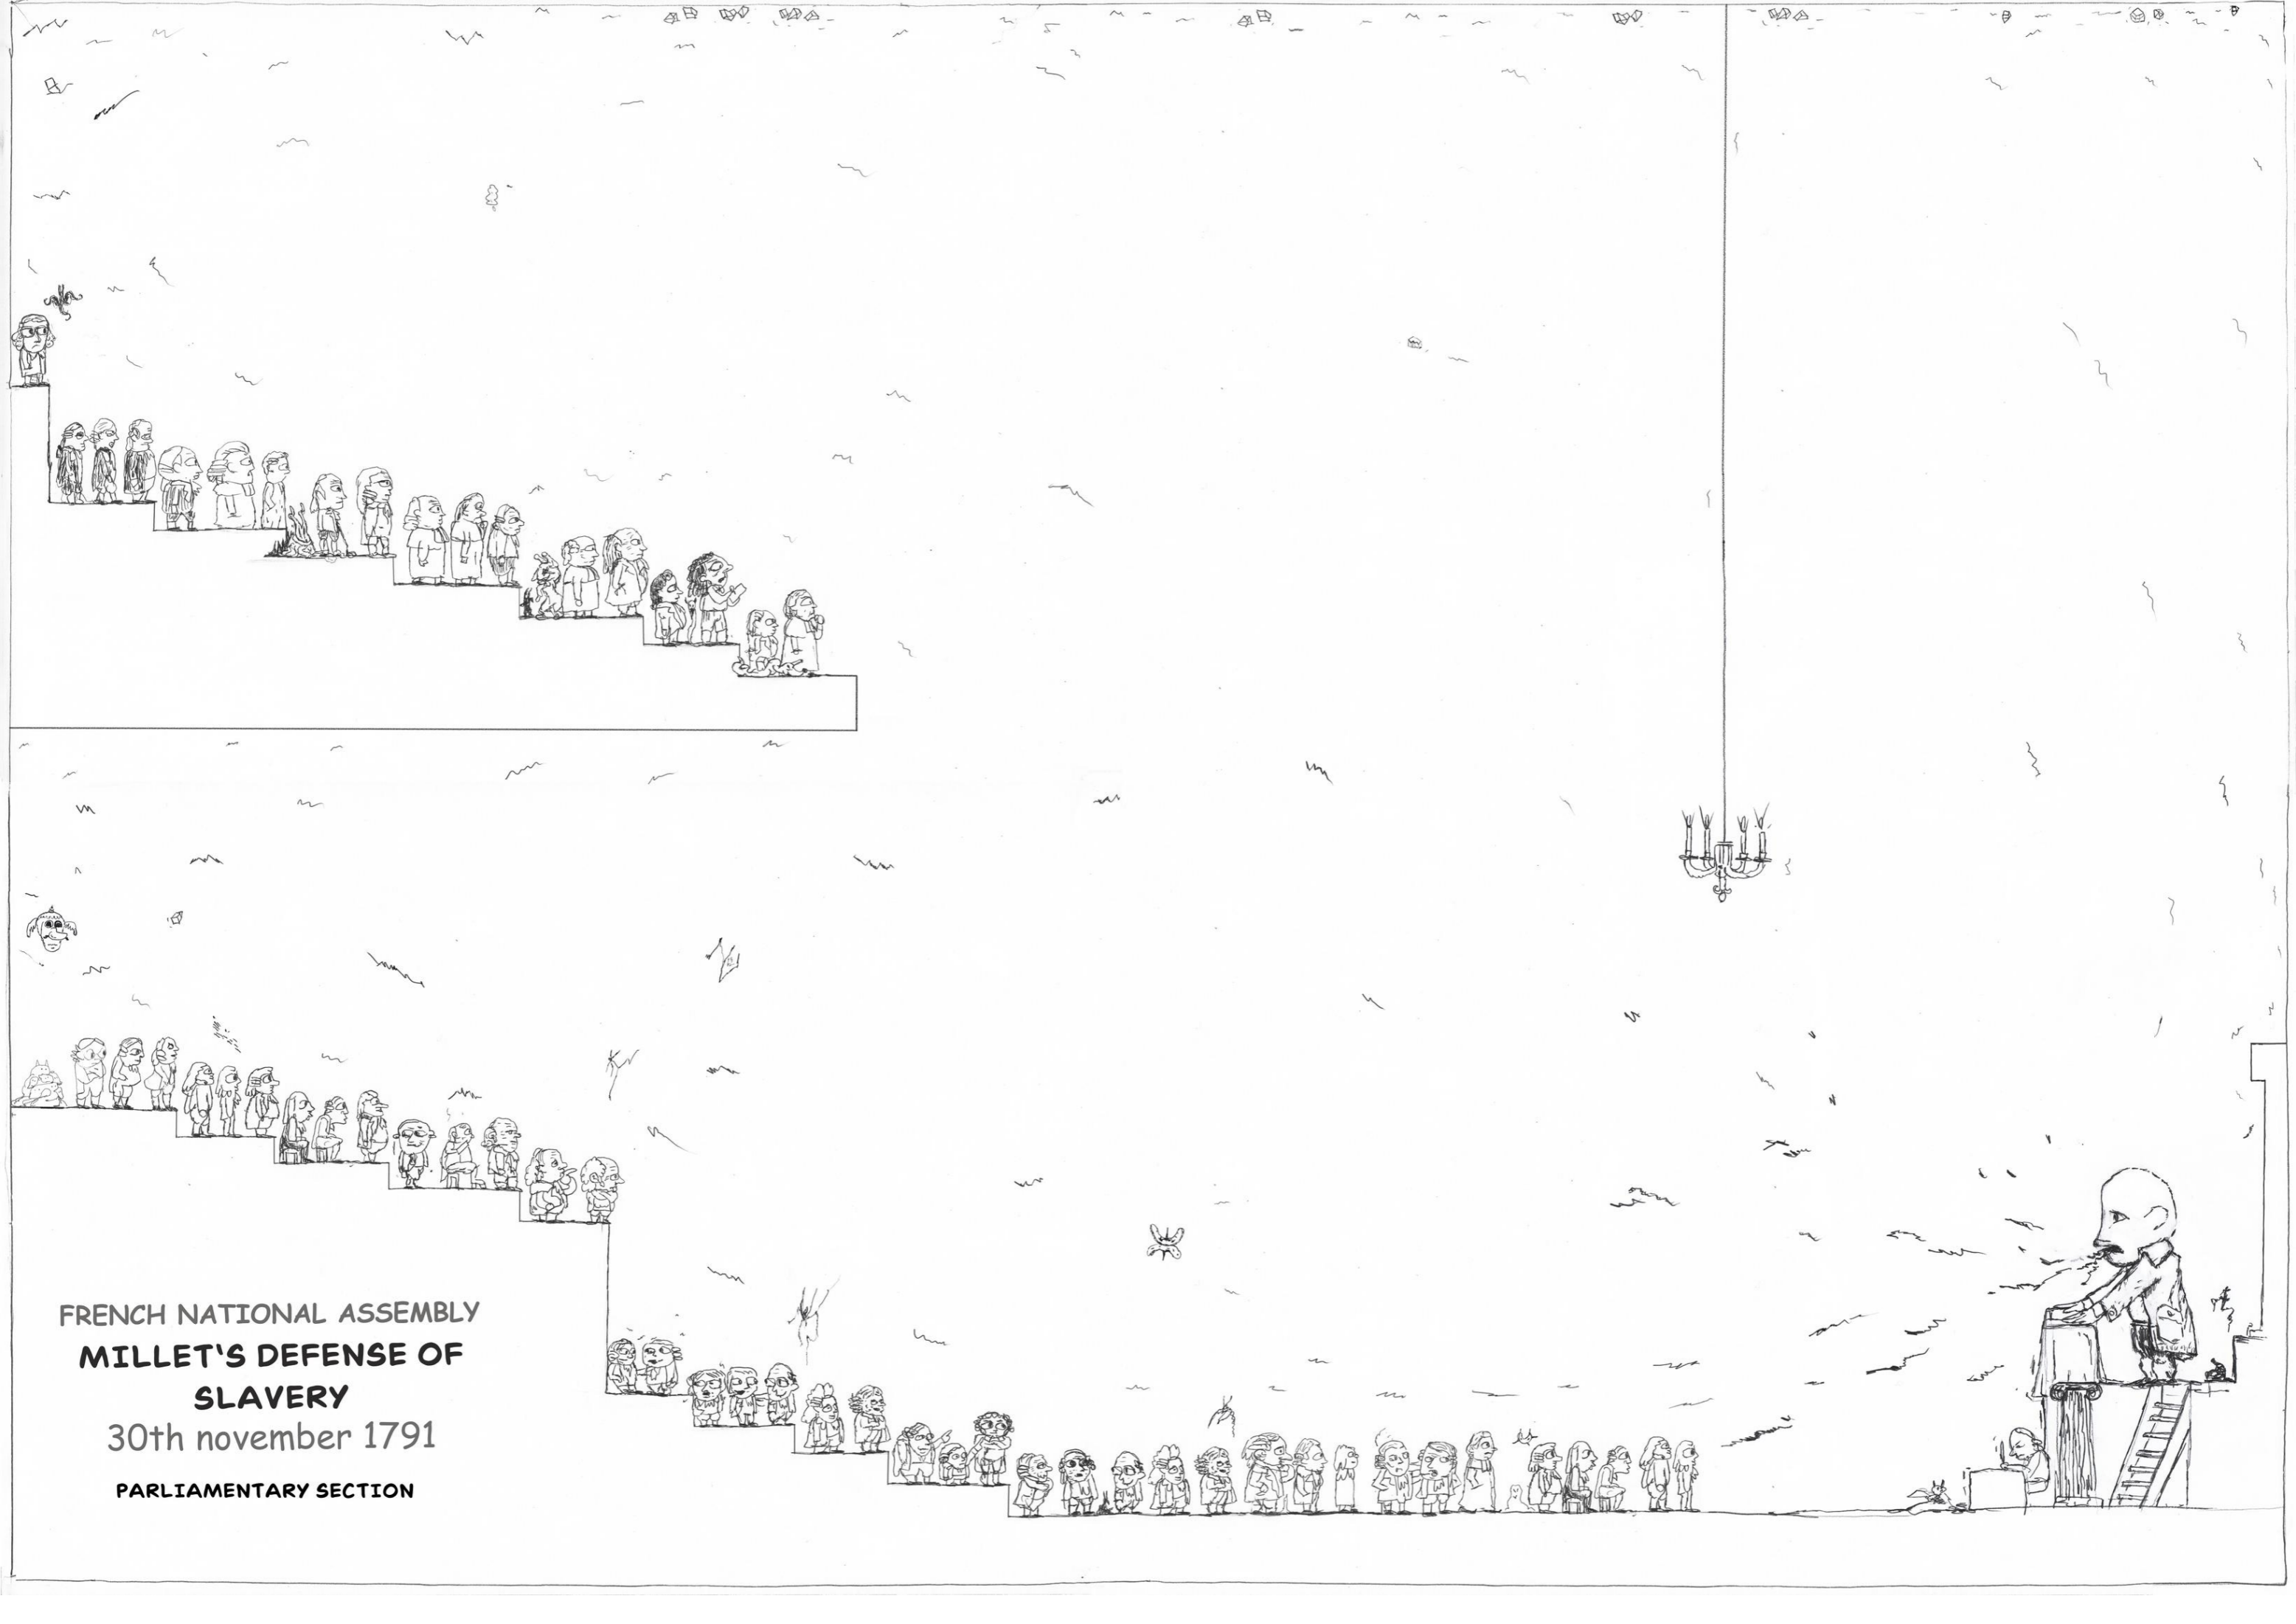 FRENCH NATIONAL ASSEMBLY
MILLET'S DEFENSE OF
SLAVERY
30th november 1791
PARLIAMENTARY SECTION